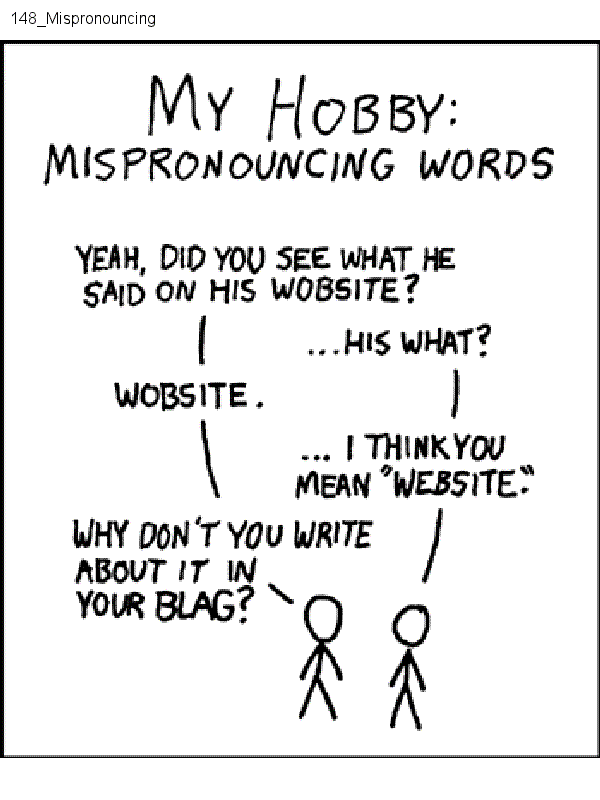 148_Mispronouncing
MY HOBBY:
MISPRONOUNCING WORDS
YEAH, DID YOU SEE WHAT HE
SAID ON HIS WOBSITE?
...HIS WHAT?
WOBSITE.
... I THINK YOU
MEAN "WEBSITE."
WHY DON'T YOU WRITE
ABOUT IT IN
YOUR BLAG?